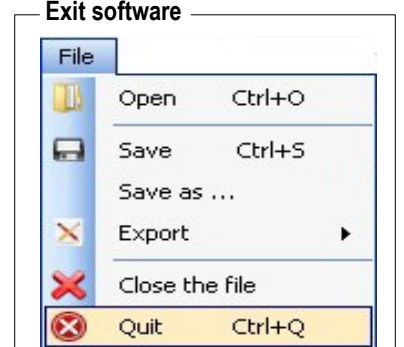 Exit software
File
Open Ctrl+O
Save Ctrl+S
Save as ...
Export
Close the file
Quit Ctrl+Q